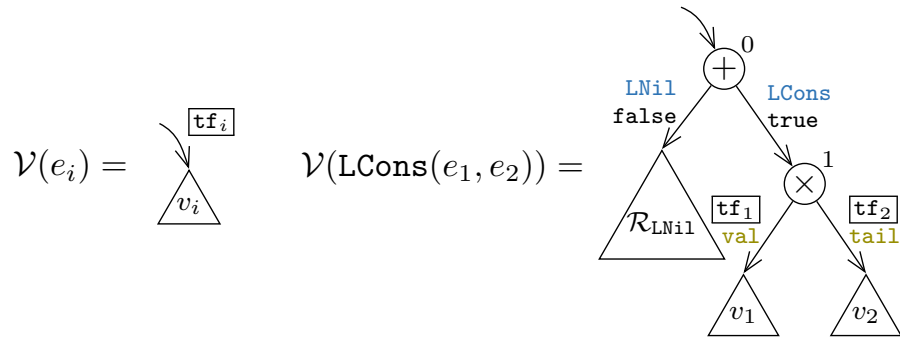 0
+
LNil LCons
false true
tf_i
𝒱(e_i) = 𝒱(LCons(e_1, e_2)) =
1
×
v_i
ℛ_LNil
tf_1 tf_2
val tail
v_1 v_2